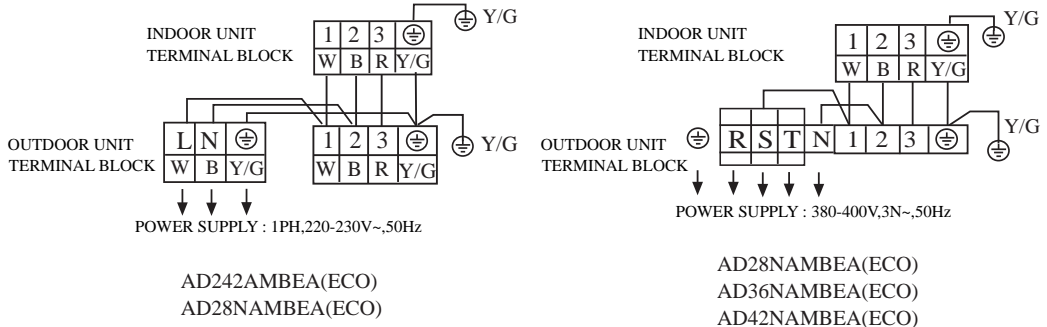 INDOOR UNIT
TERMINAL BLOCK
1 2 3
W B R Y/G
Y/G
OUTDOOR UNIT
TERMINAL BLOCK
L N
W B Y/G
1 2 3
W B R Y/G
Y/G
POWER SUPPLY : 1PH,220-230V~,50Hz
AD242AMBEA(ECO)
AD28NAMBEA(ECO)
INDOOR UNIT
TERMINAL BLOCK
1 2 3
W B R Y/G
Y/G
OUTDOOR UNIT
TERMINAL BLOCK
R S T N 1 2 3
Y/G
POWER SUPPLY : 380-400V,3N~,50Hz
AD28NAMBEA(ECO)
AD36NAMBEA(ECO)
AD42NAMBEA(ECO)